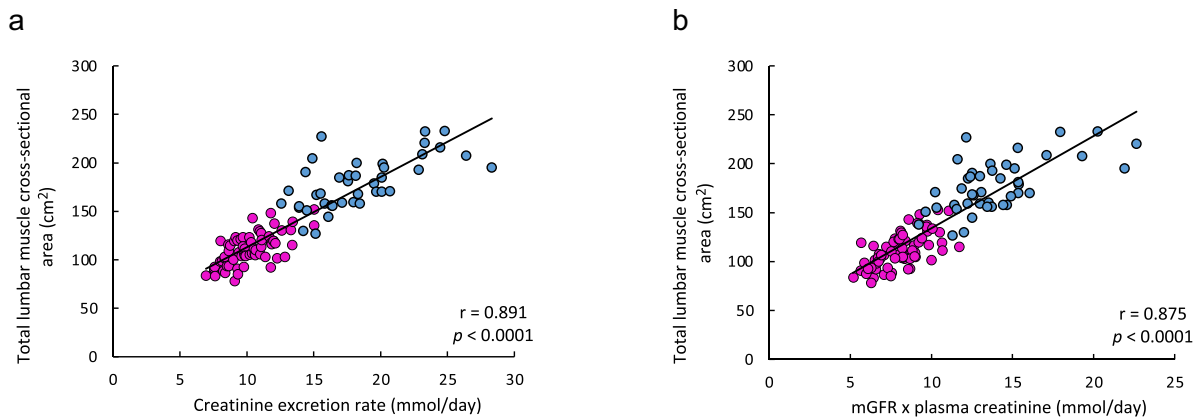 a
300
250
200
150
100
50
0
0 5 10 15 20 25 30
Total lumbar muscle cross-sectional
area (cm²)
Creatinine excretion rate (mmol/day)
r = 0.891
p < 0.0001
b
300
250
200
150
100
50
0
0 5 10 15 20 25
Total lumbar muscle cross-sectional
area (cm²)
mGFR x plasma creatinine (mmol/day)
r = 0.875
p < 0.0001